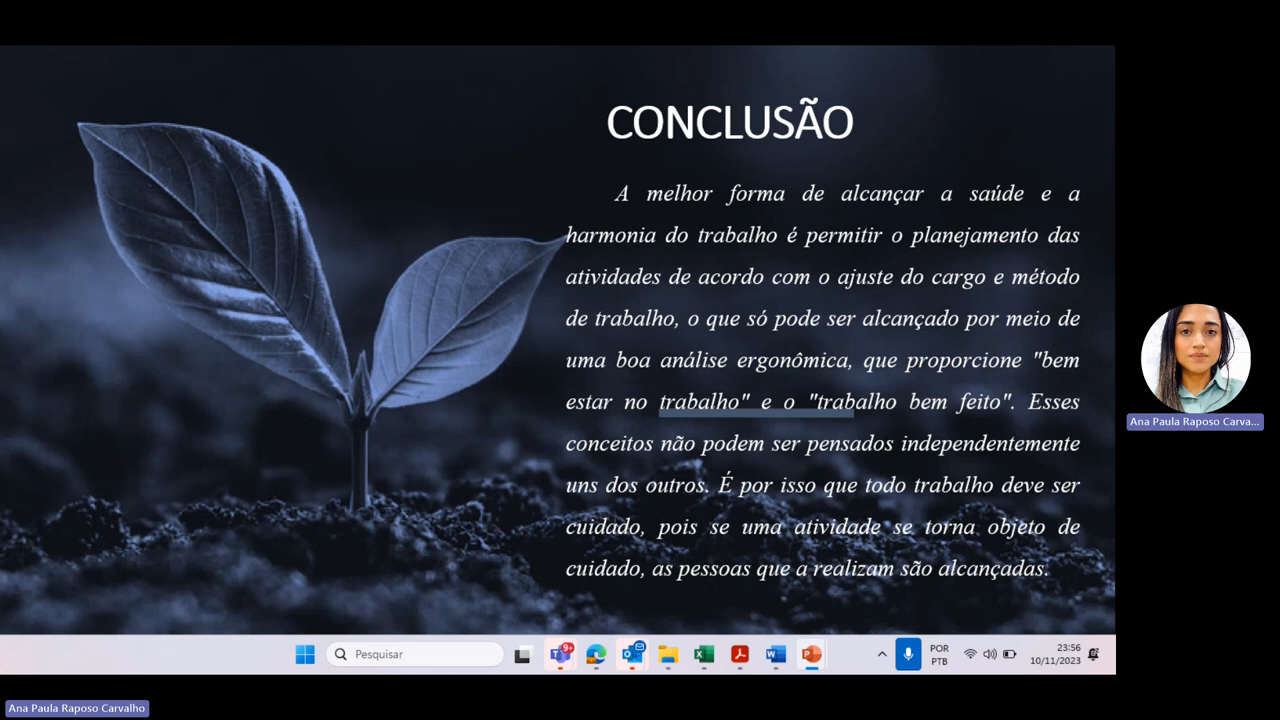 CONCLUSÃO
A melhor forma de alcançar a saúde e a
harmonia do trabalho é permitir o planejamento das
atividades de acordo com o ajuste do cargo e método
de trabalho, o que só pode ser alcançado por meio de
uma boa análise ergonômica, que proporcione "bem
estar no trabalho" e o "trabalho bem feito". Esses
conceitos não podem ser pensados independentemente
uns dos outros. É por isso que todo trabalho deve ser
cuidado, pois se uma atividade se torna objeto de
cuidado, as pessoas que a realizam são alcançadas.
Ana Paula Raposo Carva...
Pesquisar
9+
POR
PTB
23:56
10/11/2023
Ana Paula Raposo Carvalho